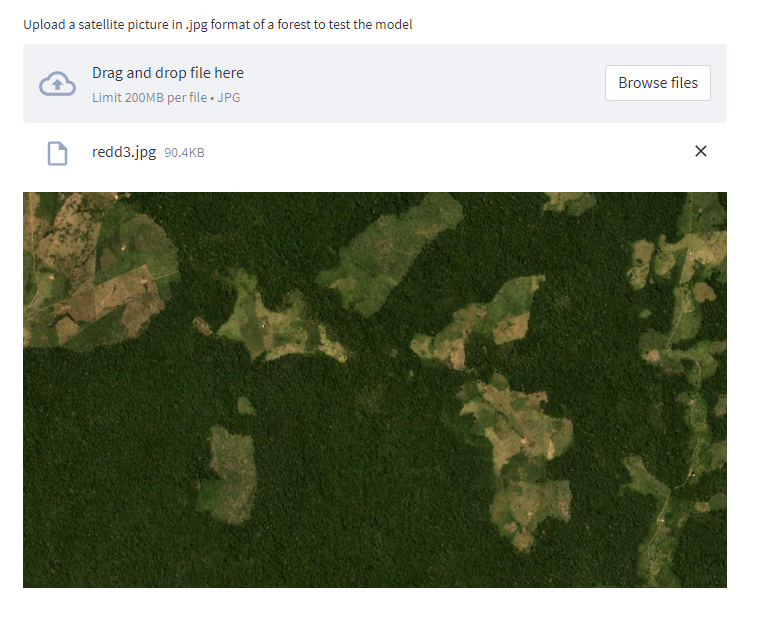 Upload a satellite picture in .jpg format of a forest to test the model
Drag and drop file here
Limit 200MB per file • JPG
Browse files
redd3.jpg 90.4KB